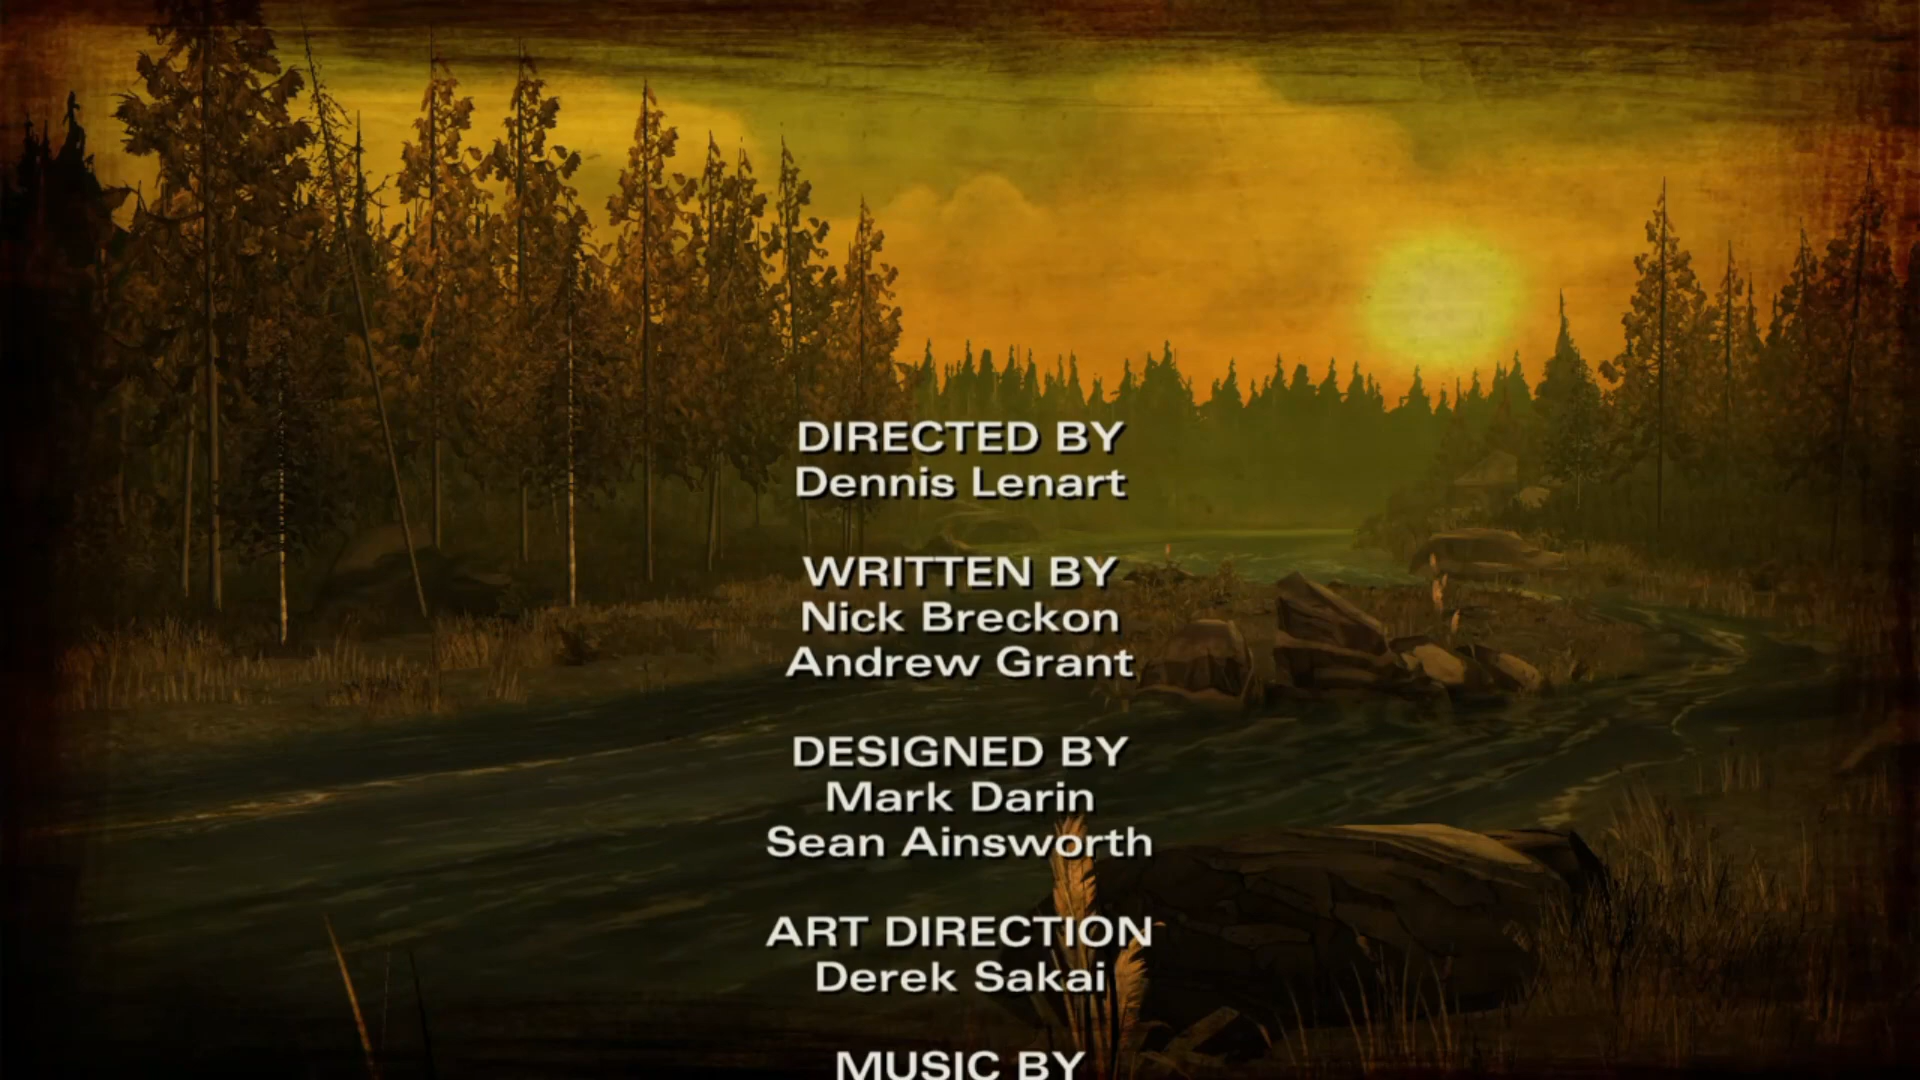 DIRECTED BY
Dennis Lenart
WRITTEN BY
Nick Breckon
Andrew Grant
DESIGNED BY
Mark Darin
Sean Ainsworth
ART DIRECTION
Derek Sakai
MUSIC BY